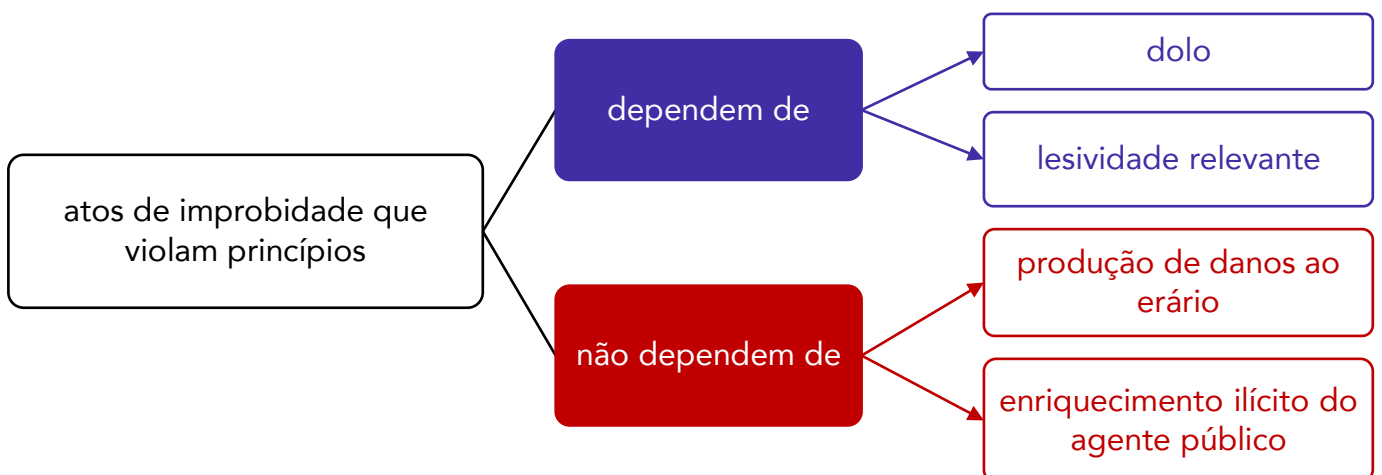 atos de improbidade que
violam princípios
dependem de
dolo
lesividade relevante
não dependem de
produção de danos ao
erário
enriquecimento ilícito do
agente público